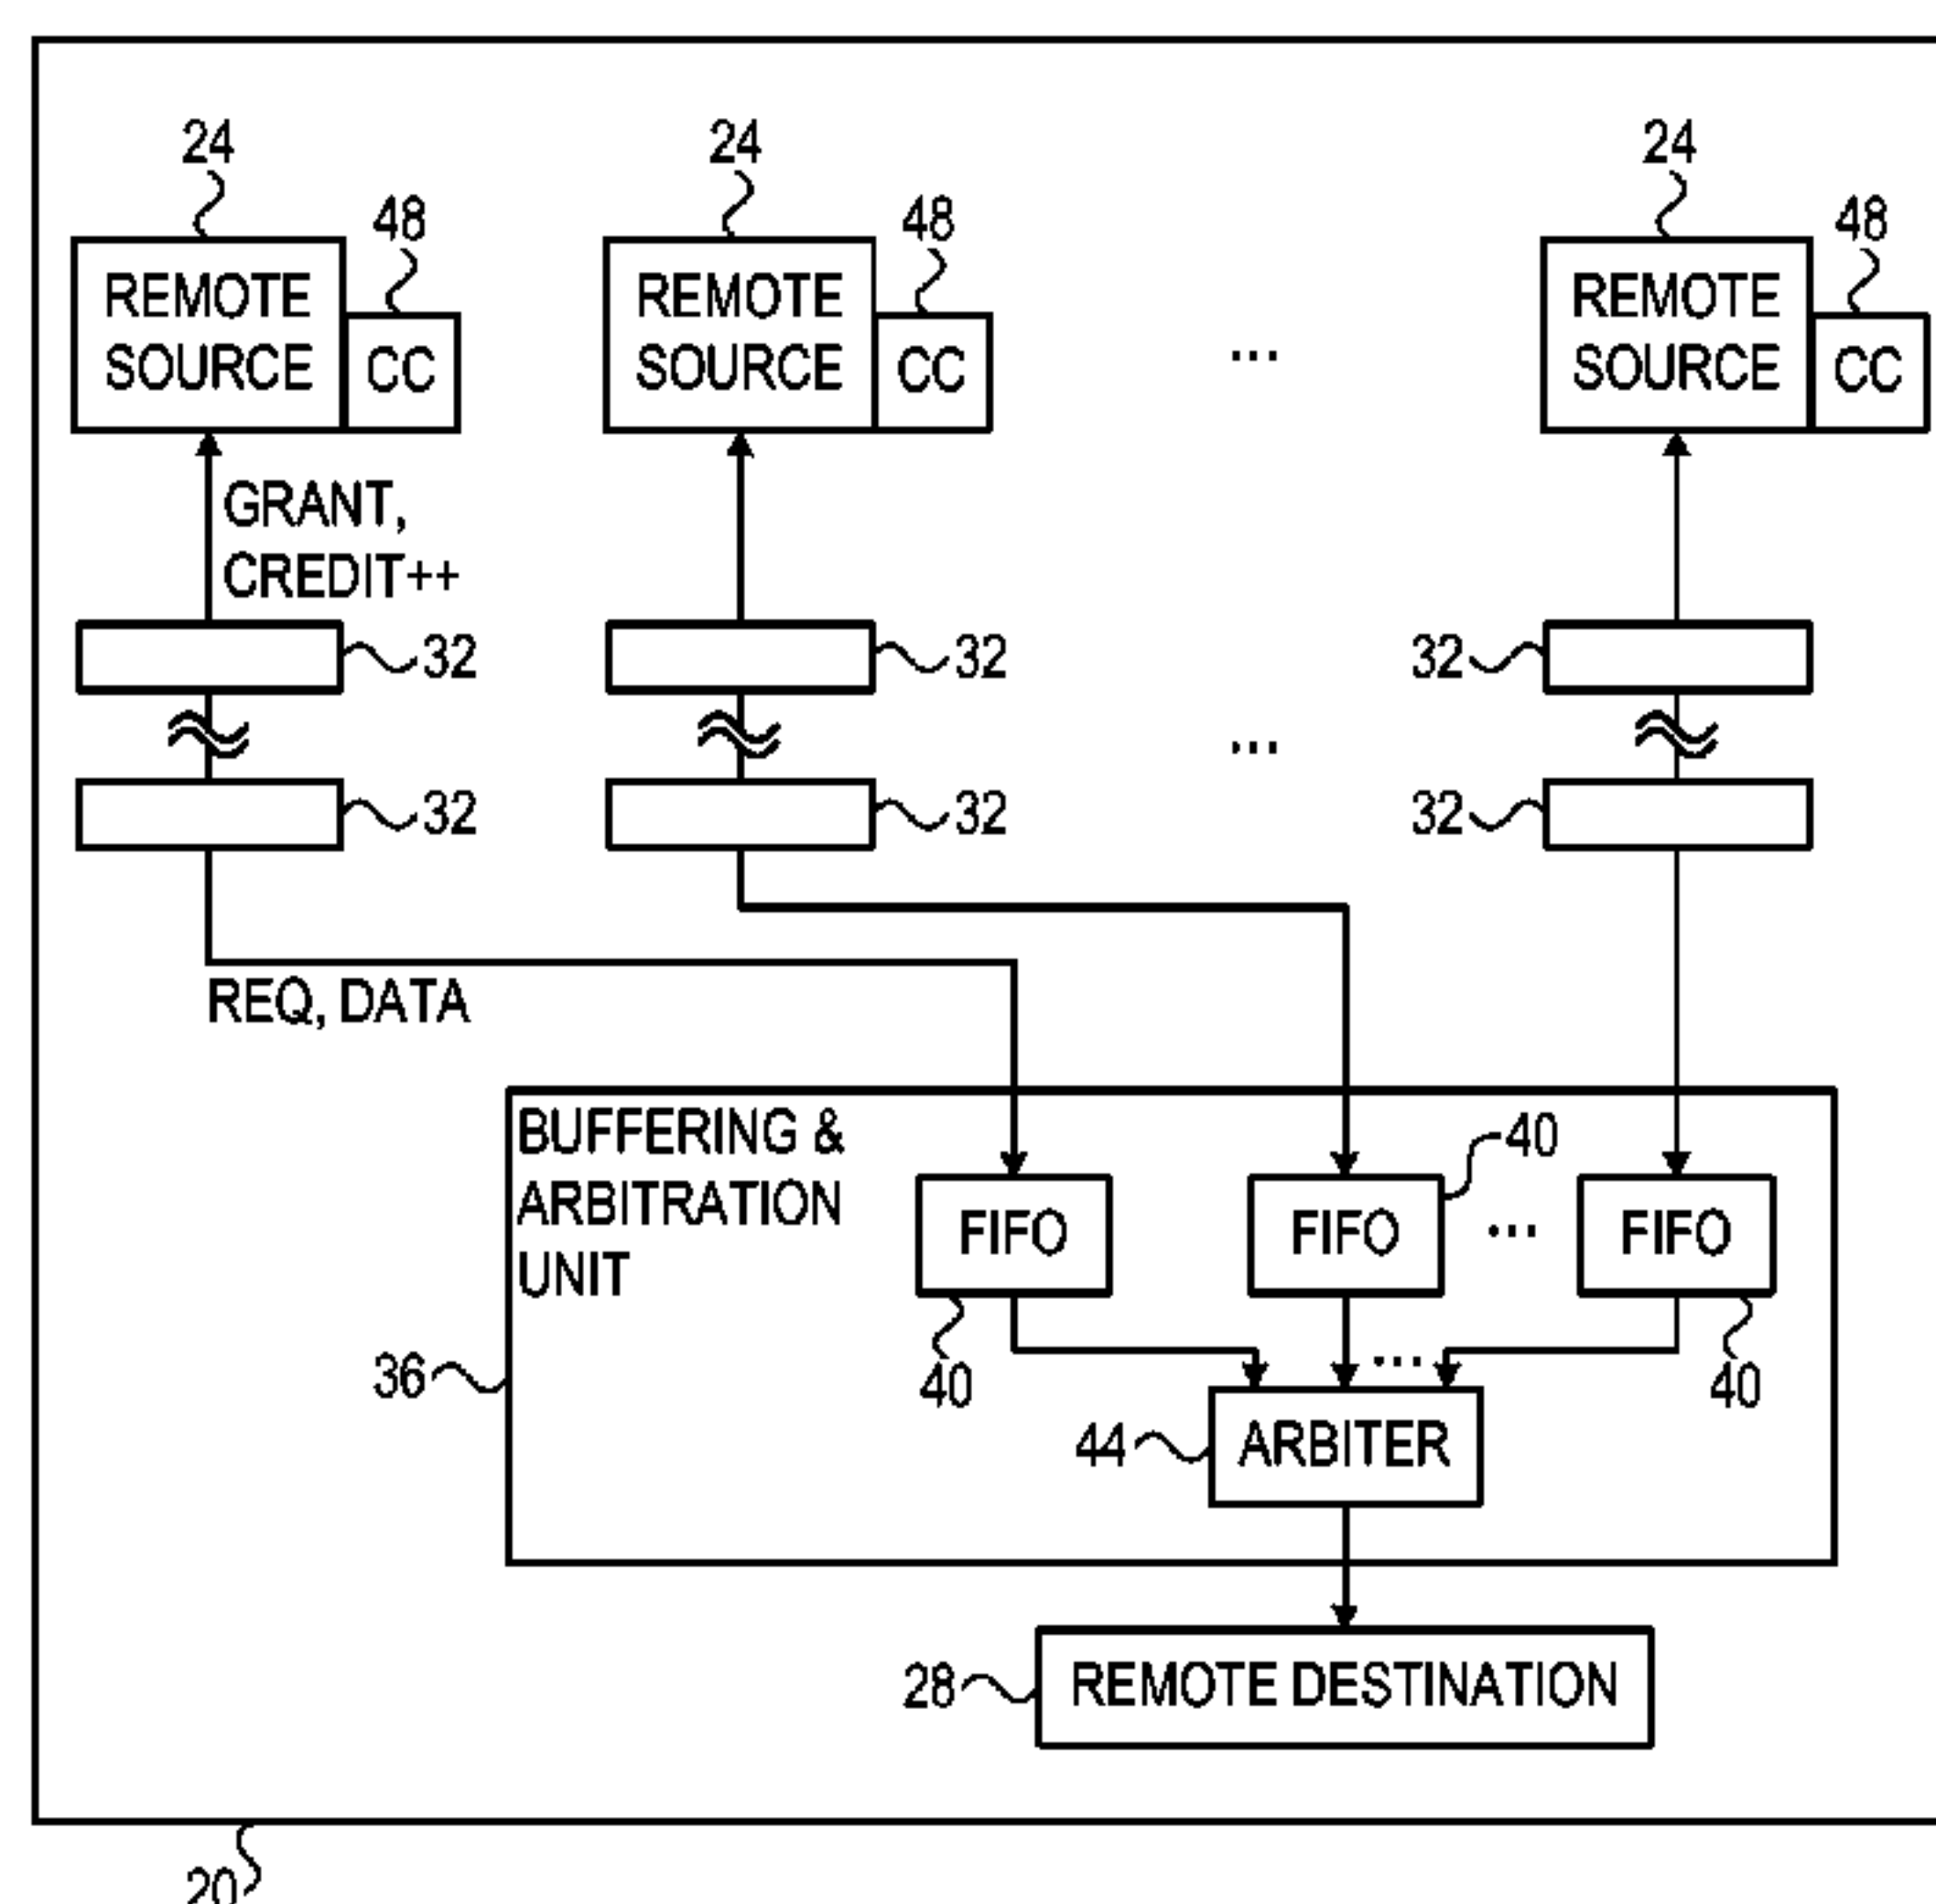 24 24 24
48 48 48
REMOTE SOURCE CC
REMOTE SOURCE CC
...
REMOTE SOURCE CC
GRANT,
CREDIT++
32 32 32
...
32 32 32
REQ, DATA
BUFFERING &
ARBITRATION
UNIT
40
FIFO FIFO ... FIFO
...
36 40 40
44 ARBITER
28 REMOTE DESTINATION
20